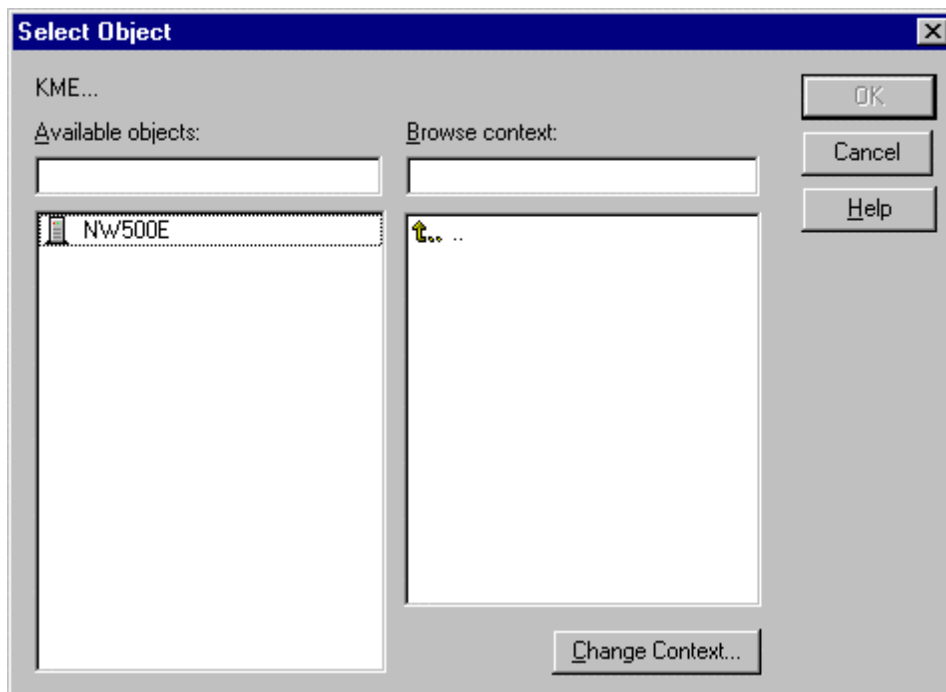 Select Object
KME...
OK
Available objects:
Browse context:
Cancel
Help
NW500E
..
Change Context...